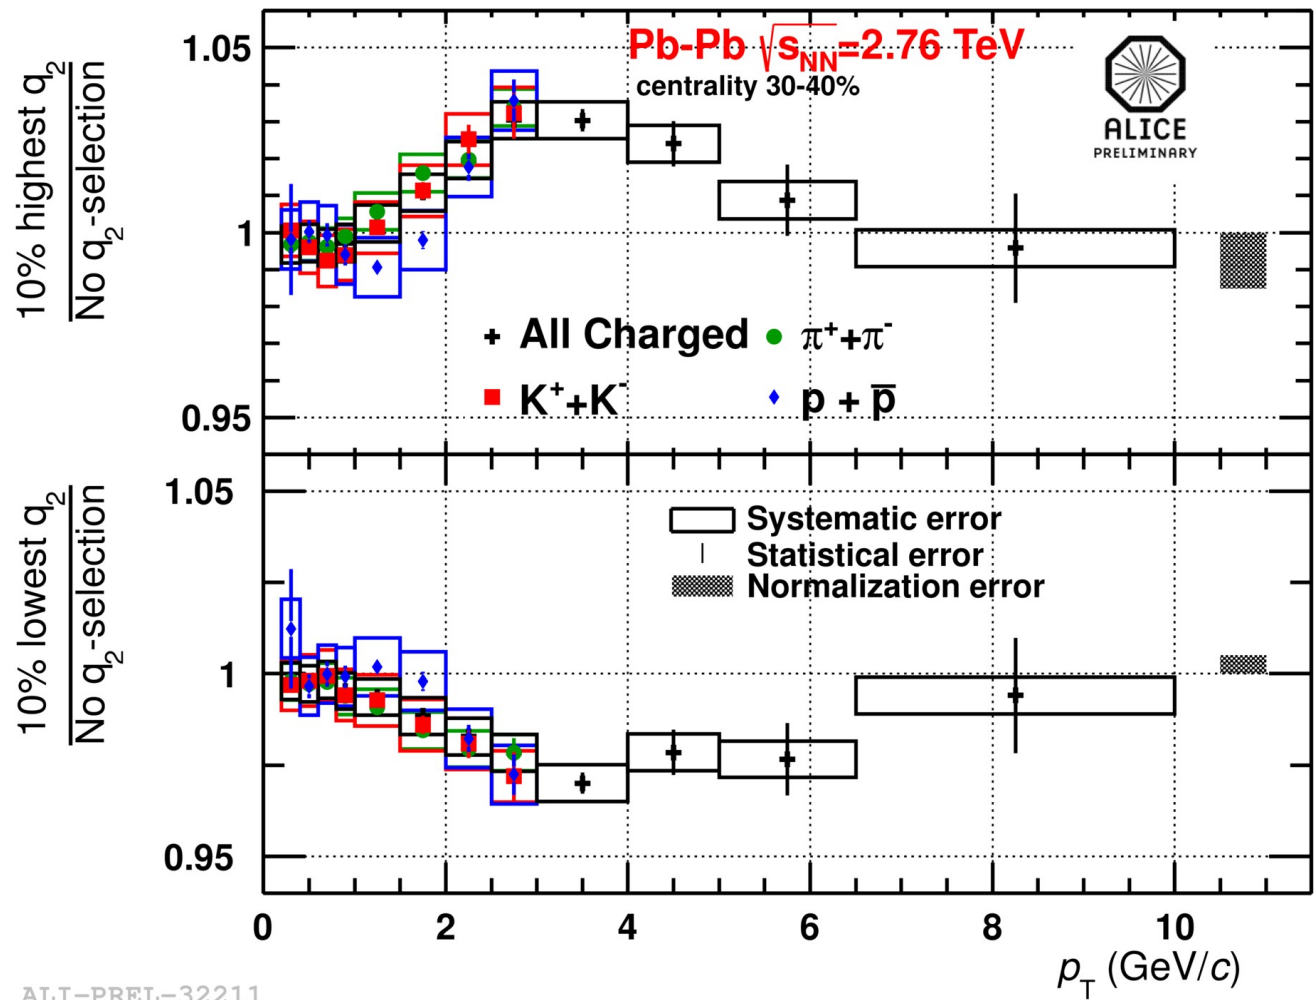 1.05
Pb-Pb √sNN=2.76 TeV
centrality 30-40%
ALICE
PRELIMINARY
10% highest q2
No q2-selection
1
All Charged
π++π-
K++K-
p + p̅
0.95
1.05
Systematic error
Statistical error
Normalization error
10% lowest q2
No q2-selection
1
0.95
0 2 4 6 8 10
pT (GeV/c)
ALI-PREL-32211